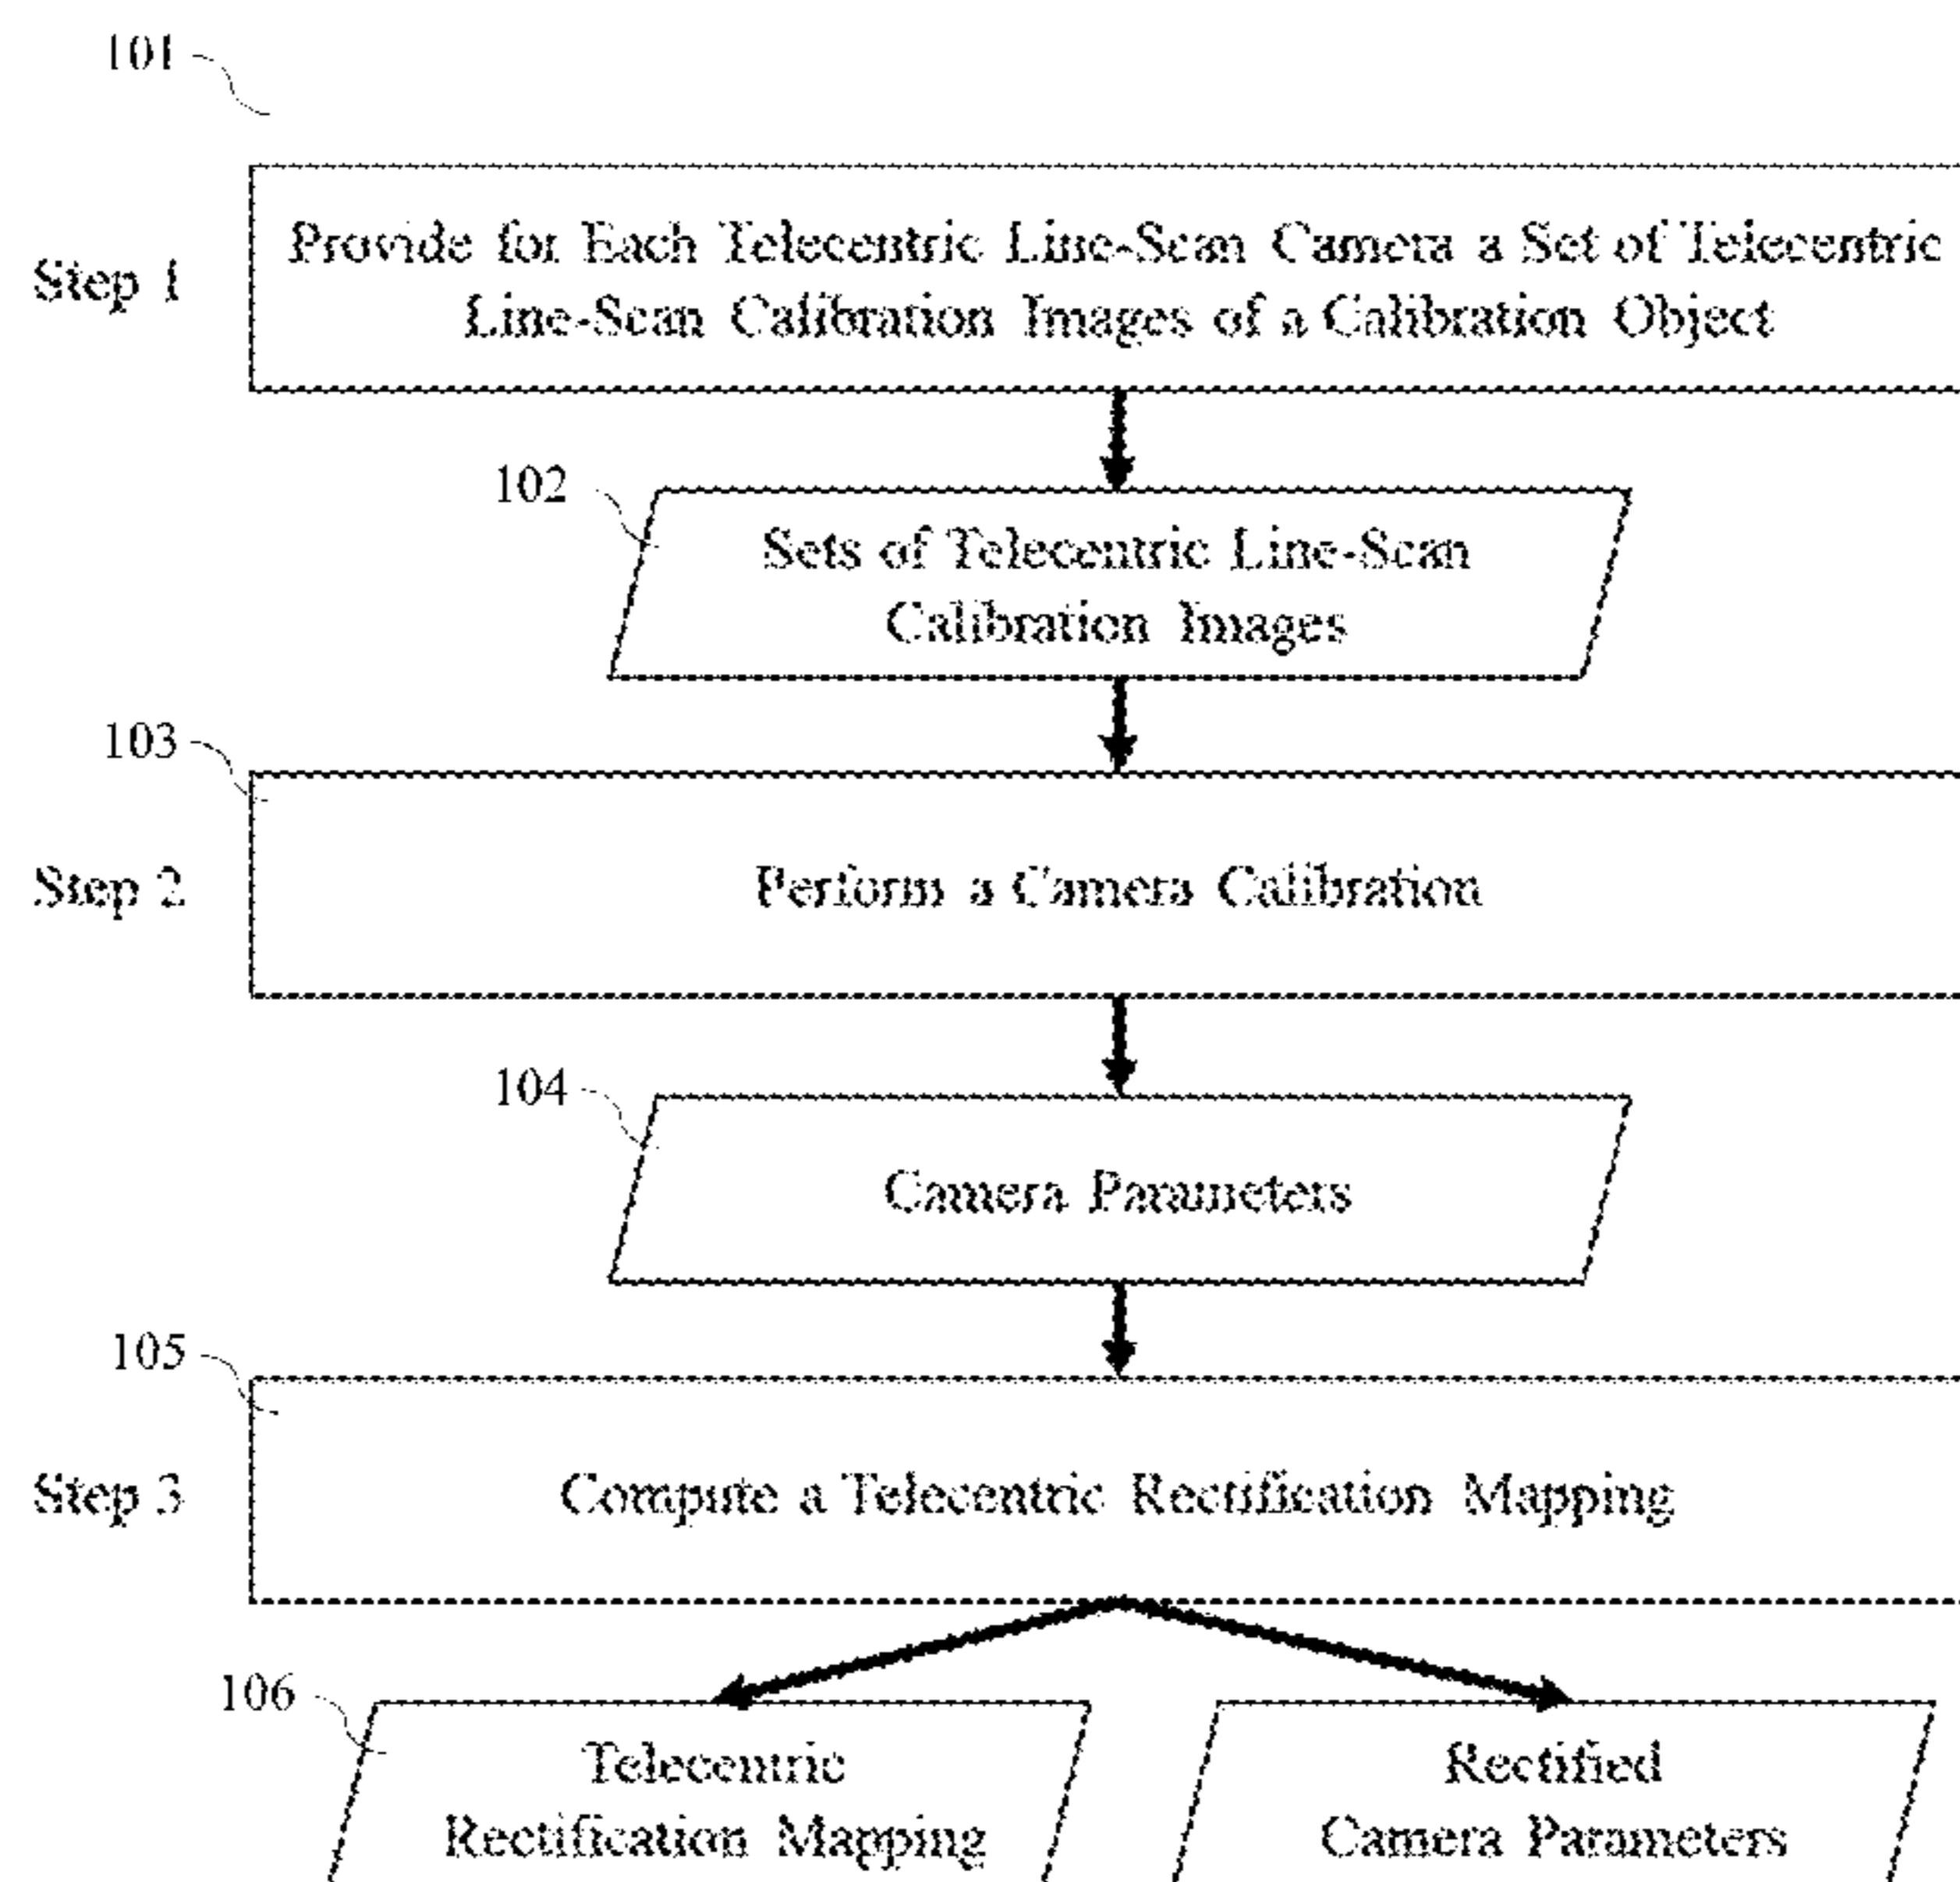 101
Step 1
Provide for Each Telecentric Line-Scan Camera a Set of Telecentric
Line-Scan Calibration Images of a Calibration Object
102
Sets of Telecentric Line-Scan
Calibration Images
103
Step 2
Perform a Camera Calibration
104
Camera Parameters
105
Step 3
Compute a Telecentric Rectification Mapping
106
Telecentric
Rectification Mapping
Rectified
Camera Parameters